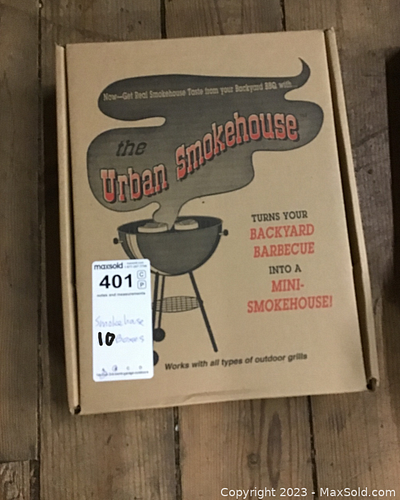 Now—Get Real Smokehouse Taste from your Backyard BBQ with...
the
Urban Smokehouse
TURNS YOUR
BACKYARD
BARBECUE
INTO A
MINI-
SMOKEHOUSE!
Works with all types of outdoor grills
maxsold
401
C
P
Smokehouse
10
Copyright 2023 - MaxSold.com